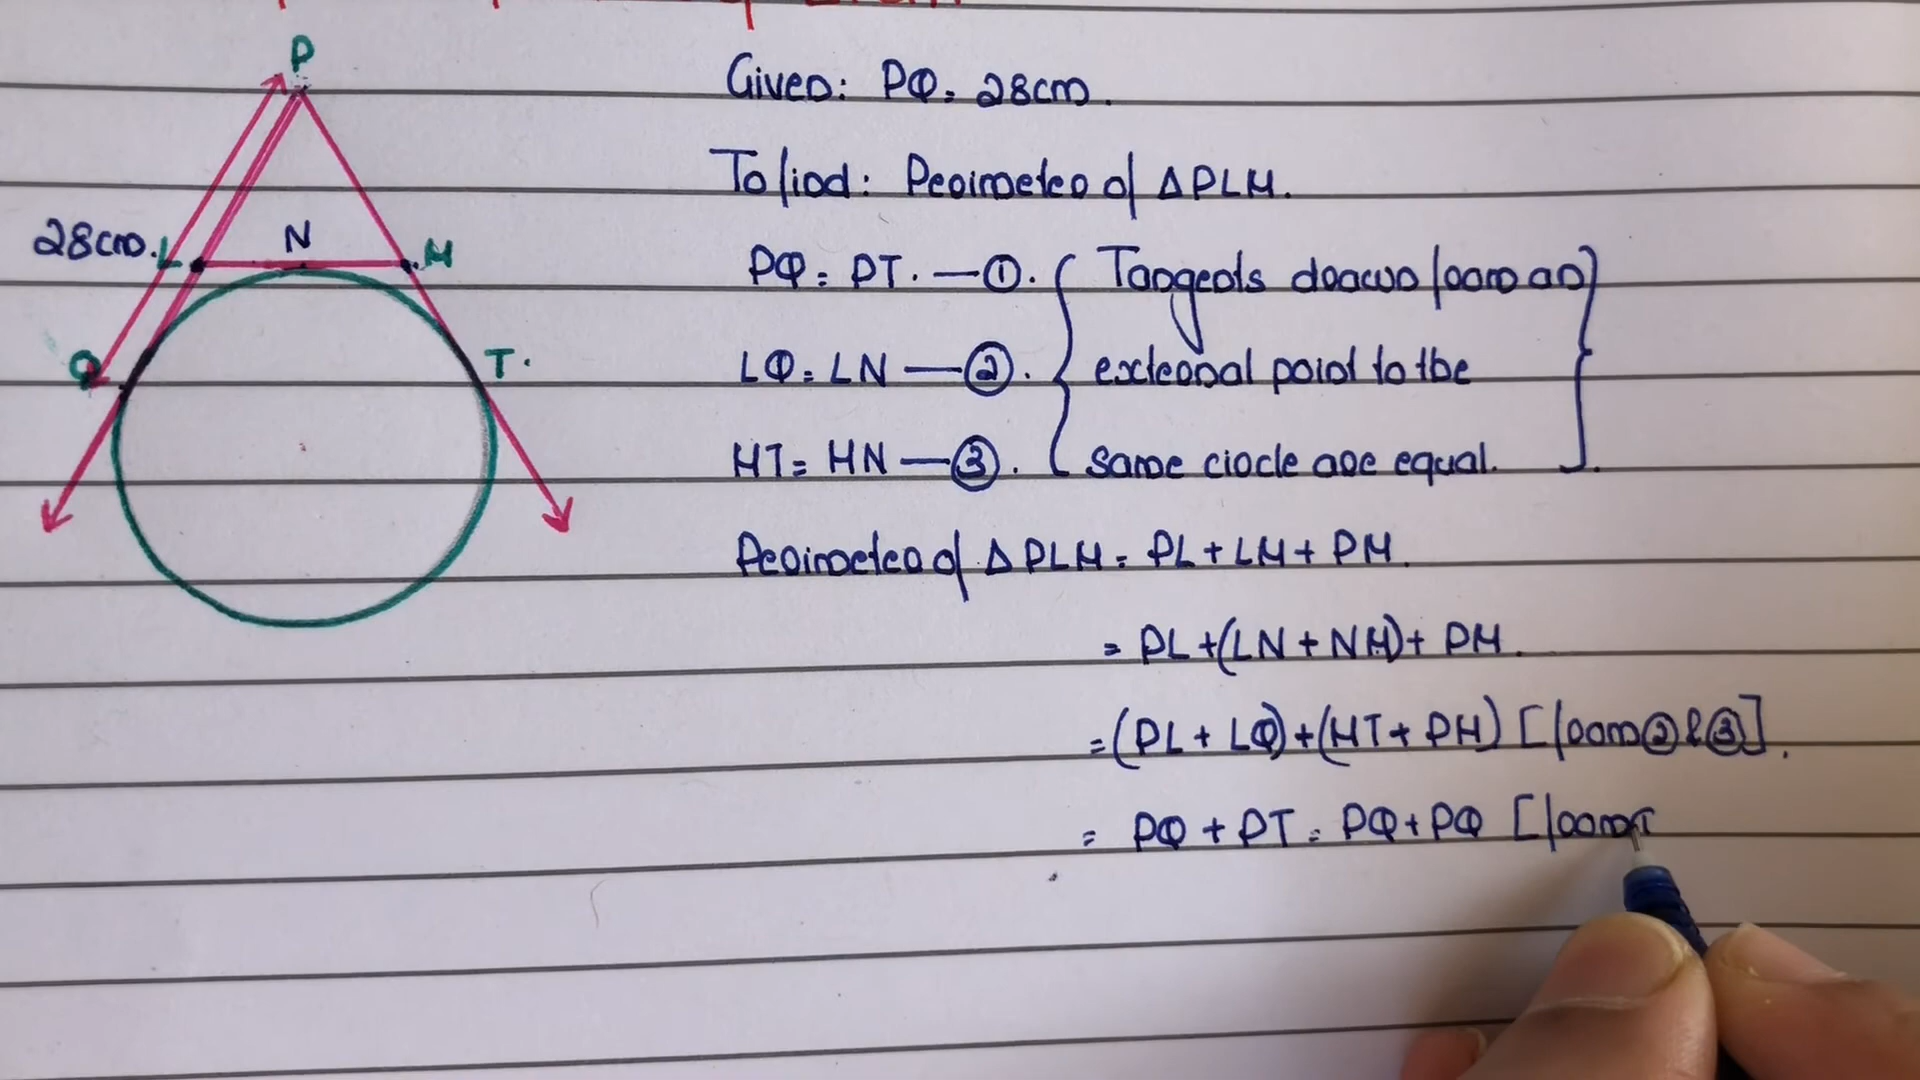 P
28cm.
L
N
M
Q
T.
Given: PQ = 28cm.
To find: Perimeter of ΔPLM.
PQ = PT. — ①. { Tangents drawn from an }
LQ = LN — ②. external point to the
MT = MN — ③. same circle are equal.
Perimeter of ΔPLM = PL + LM + PM.
= PL + (LN + NM) + PM.
= (PL + LQ) + (MT + PM) [from ② & ③].
= PQ + PT = PQ + PQ [from